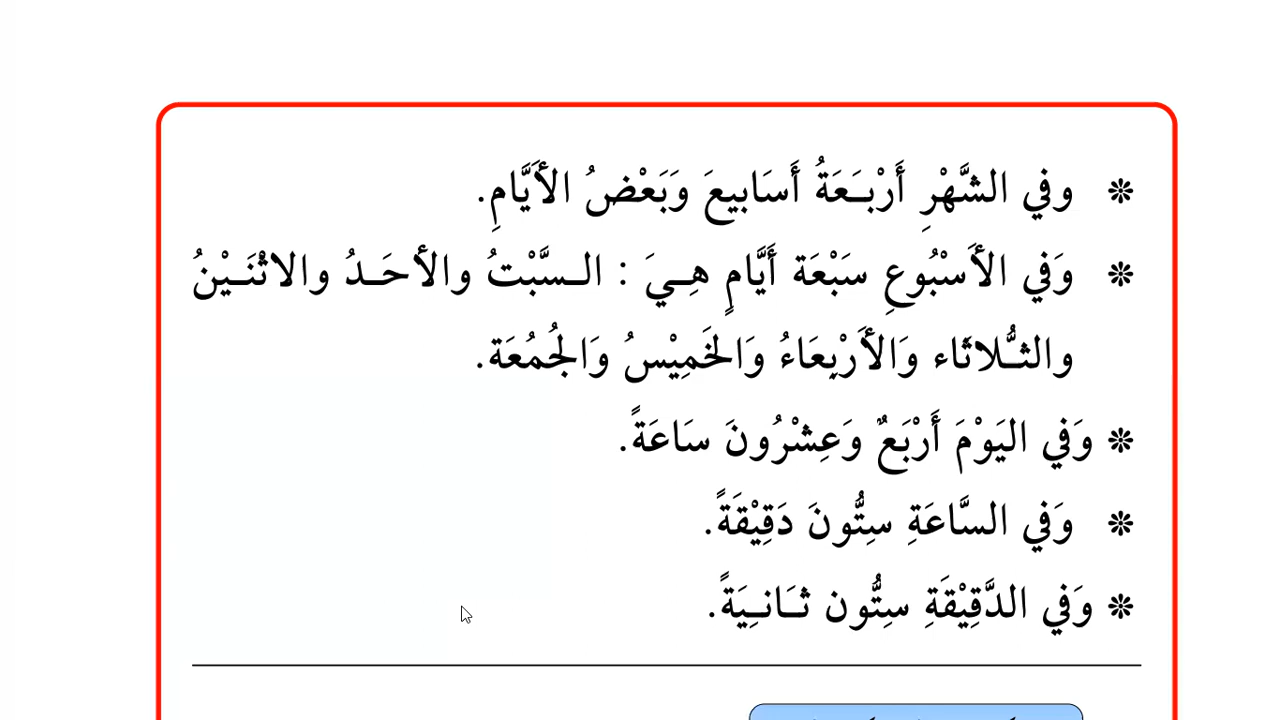 ❊ وفي الشَّهْرِ أَرْبَعَةُ أَسَابيعَ وَبَعْضُ الأَيَّامِ.
❊ وَفي الأَسْبُوعِ سَبْعَة أَيَّامٍ هِيَ : السَّبْتُ والأحَدُ والاثْنَيْنُ
والثُّلاثَاء وَالأَرْبِعَاءُ وَالخَمِيْسُ وَالجُمُعَة.
❊ وَفي اليَوْمَ أَرْبَعٌ وَعِشْرُونَ سَاعَةً.
❊ وَفي السَّاعَةِ سِتُّونَ دَقِيْقَةً.
❊ وَفي الدَّقِيْقَةِ سِتُّون ثَانِيَةً.